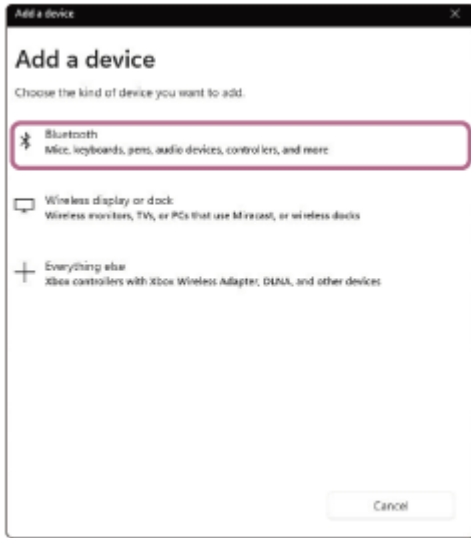 Add a device
Add a device
Choose the kind of device you want to add.
Bluetooth
Mice, keyboards, pens, audio devices, controllers, and more
Wireless display or dock
Wireless monitors, TVs, or PCs that use Miracast, or wireless docks
Everything else
Xbox controllers with Xbox Wireless Adapter, DLNA, and other devices
Cancel